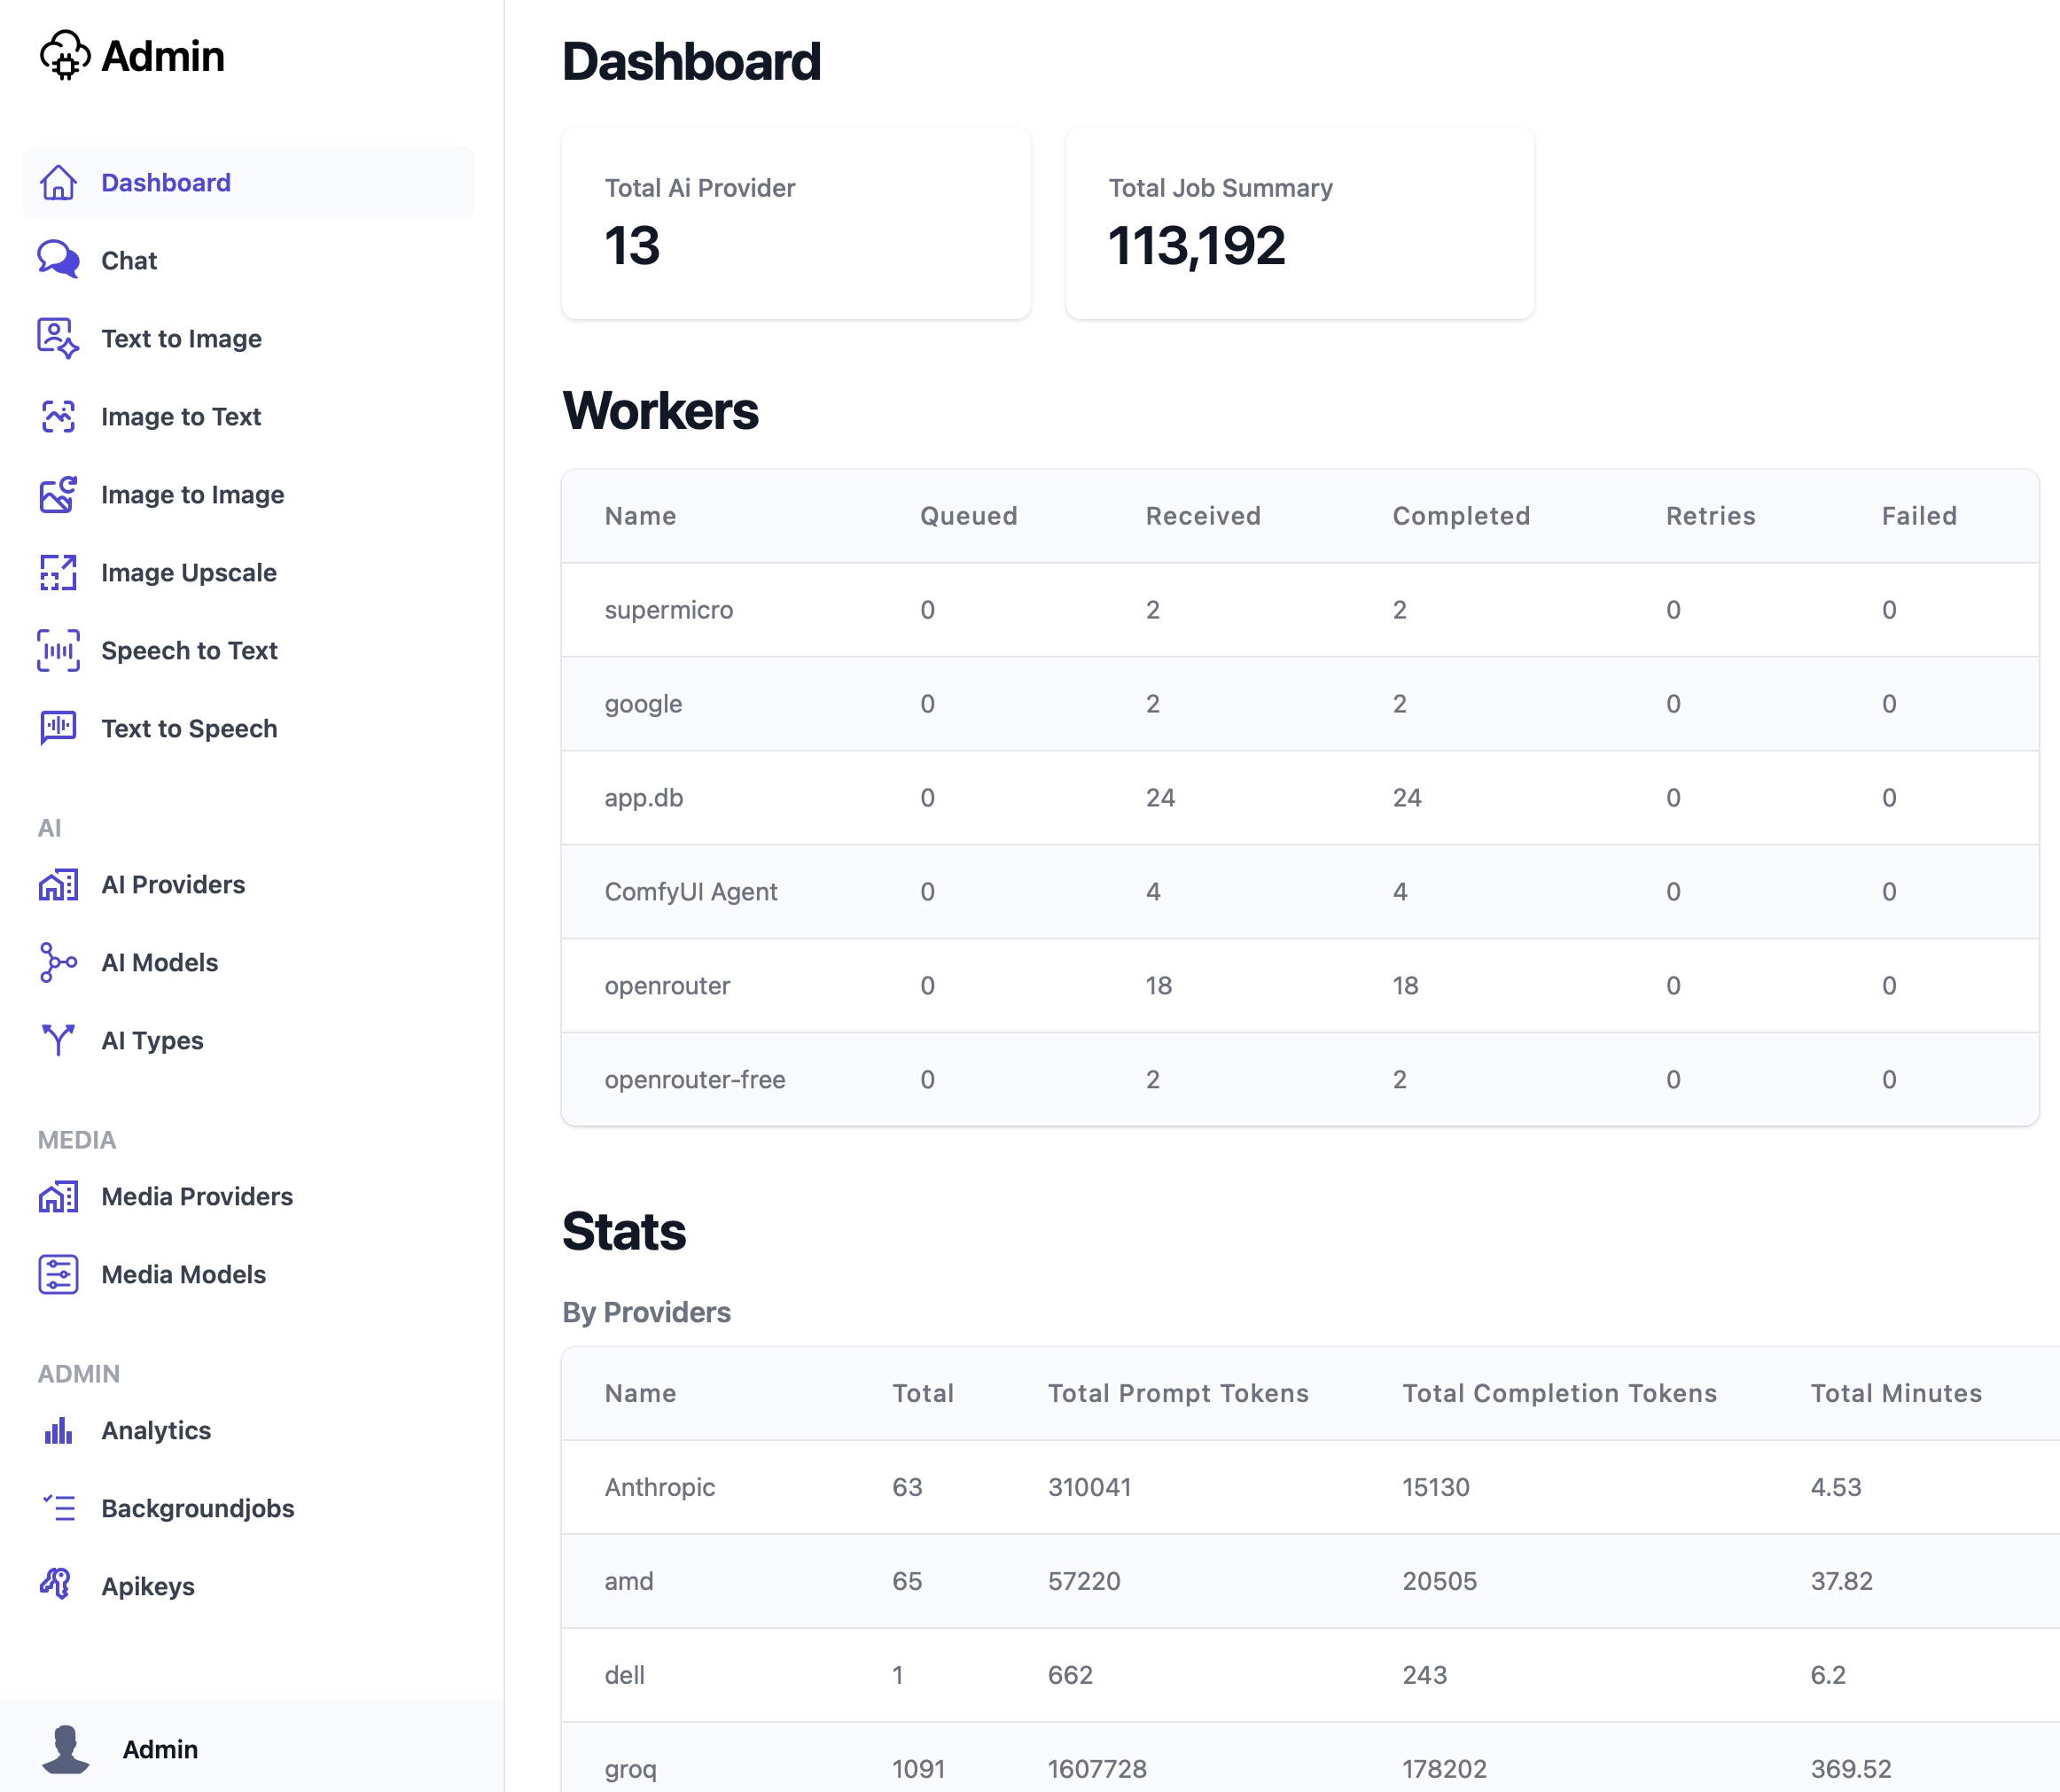 Admin
Dashboard
Chat
Text to Image
Image to Text
Image to Image
Image Upscale
Speech to Text
Text to Speech
AI
AI Providers
AI Models
AI Types
MEDIA
Media Providers
Media Models
ADMIN
Analytics
Backgroundjobs
Apikeys
Admin
Dashboard
Total Ai Provider
13
Total Job Summary
113,192
Workers
Name Queued Received Completed Retries Failed
supermicro 0 2 2 0 0
google 0 2 2 0 0
app.db 0 24 24 0 0
ComfyUI Agent 0 4 4 0 0
openrouter 0 18 18 0 0
openrouter-free 0 2 2 0 0
Stats
By Providers
Name Total Total Prompt Tokens Total Completion Tokens Total Minutes
Anthropic 63 310041 15130 4.53
amd 65 57220 20505 37.82
dell 1 662 243 6.2
groq 1091 1607728 178202 369.52